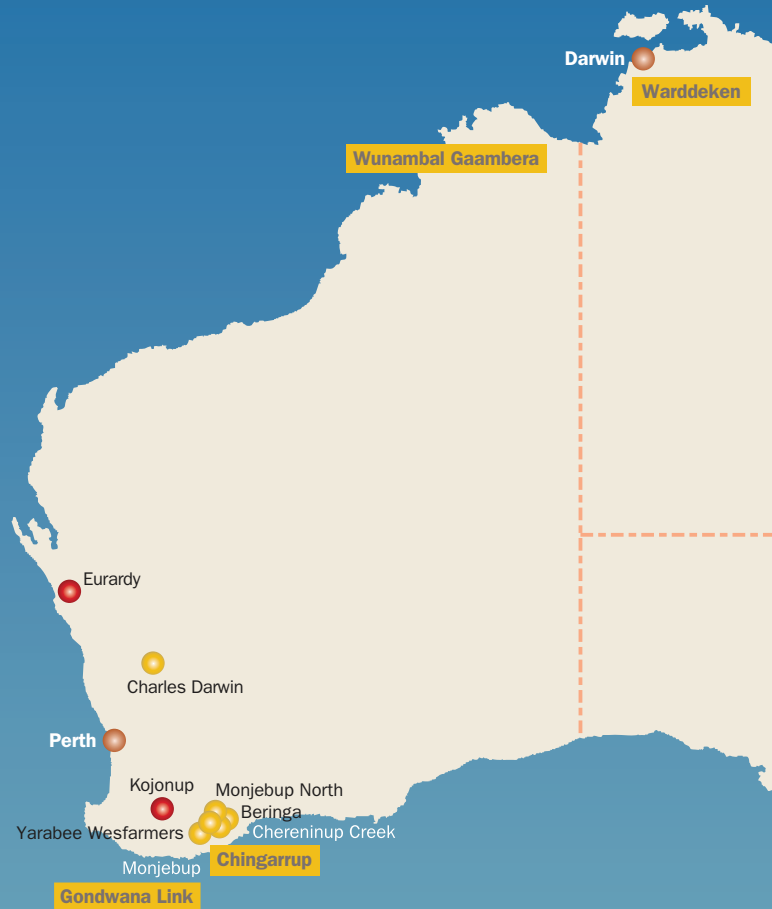 Darwin
Warddeken
Wunambal Gaambera
Eurardy
Charles Darwin
Perth
Kojonup
Monjebup North
Beringa
Yarabee Wesfarmers
Chereninup Creek
Monjebup
Chingarrup
Gondwana Link